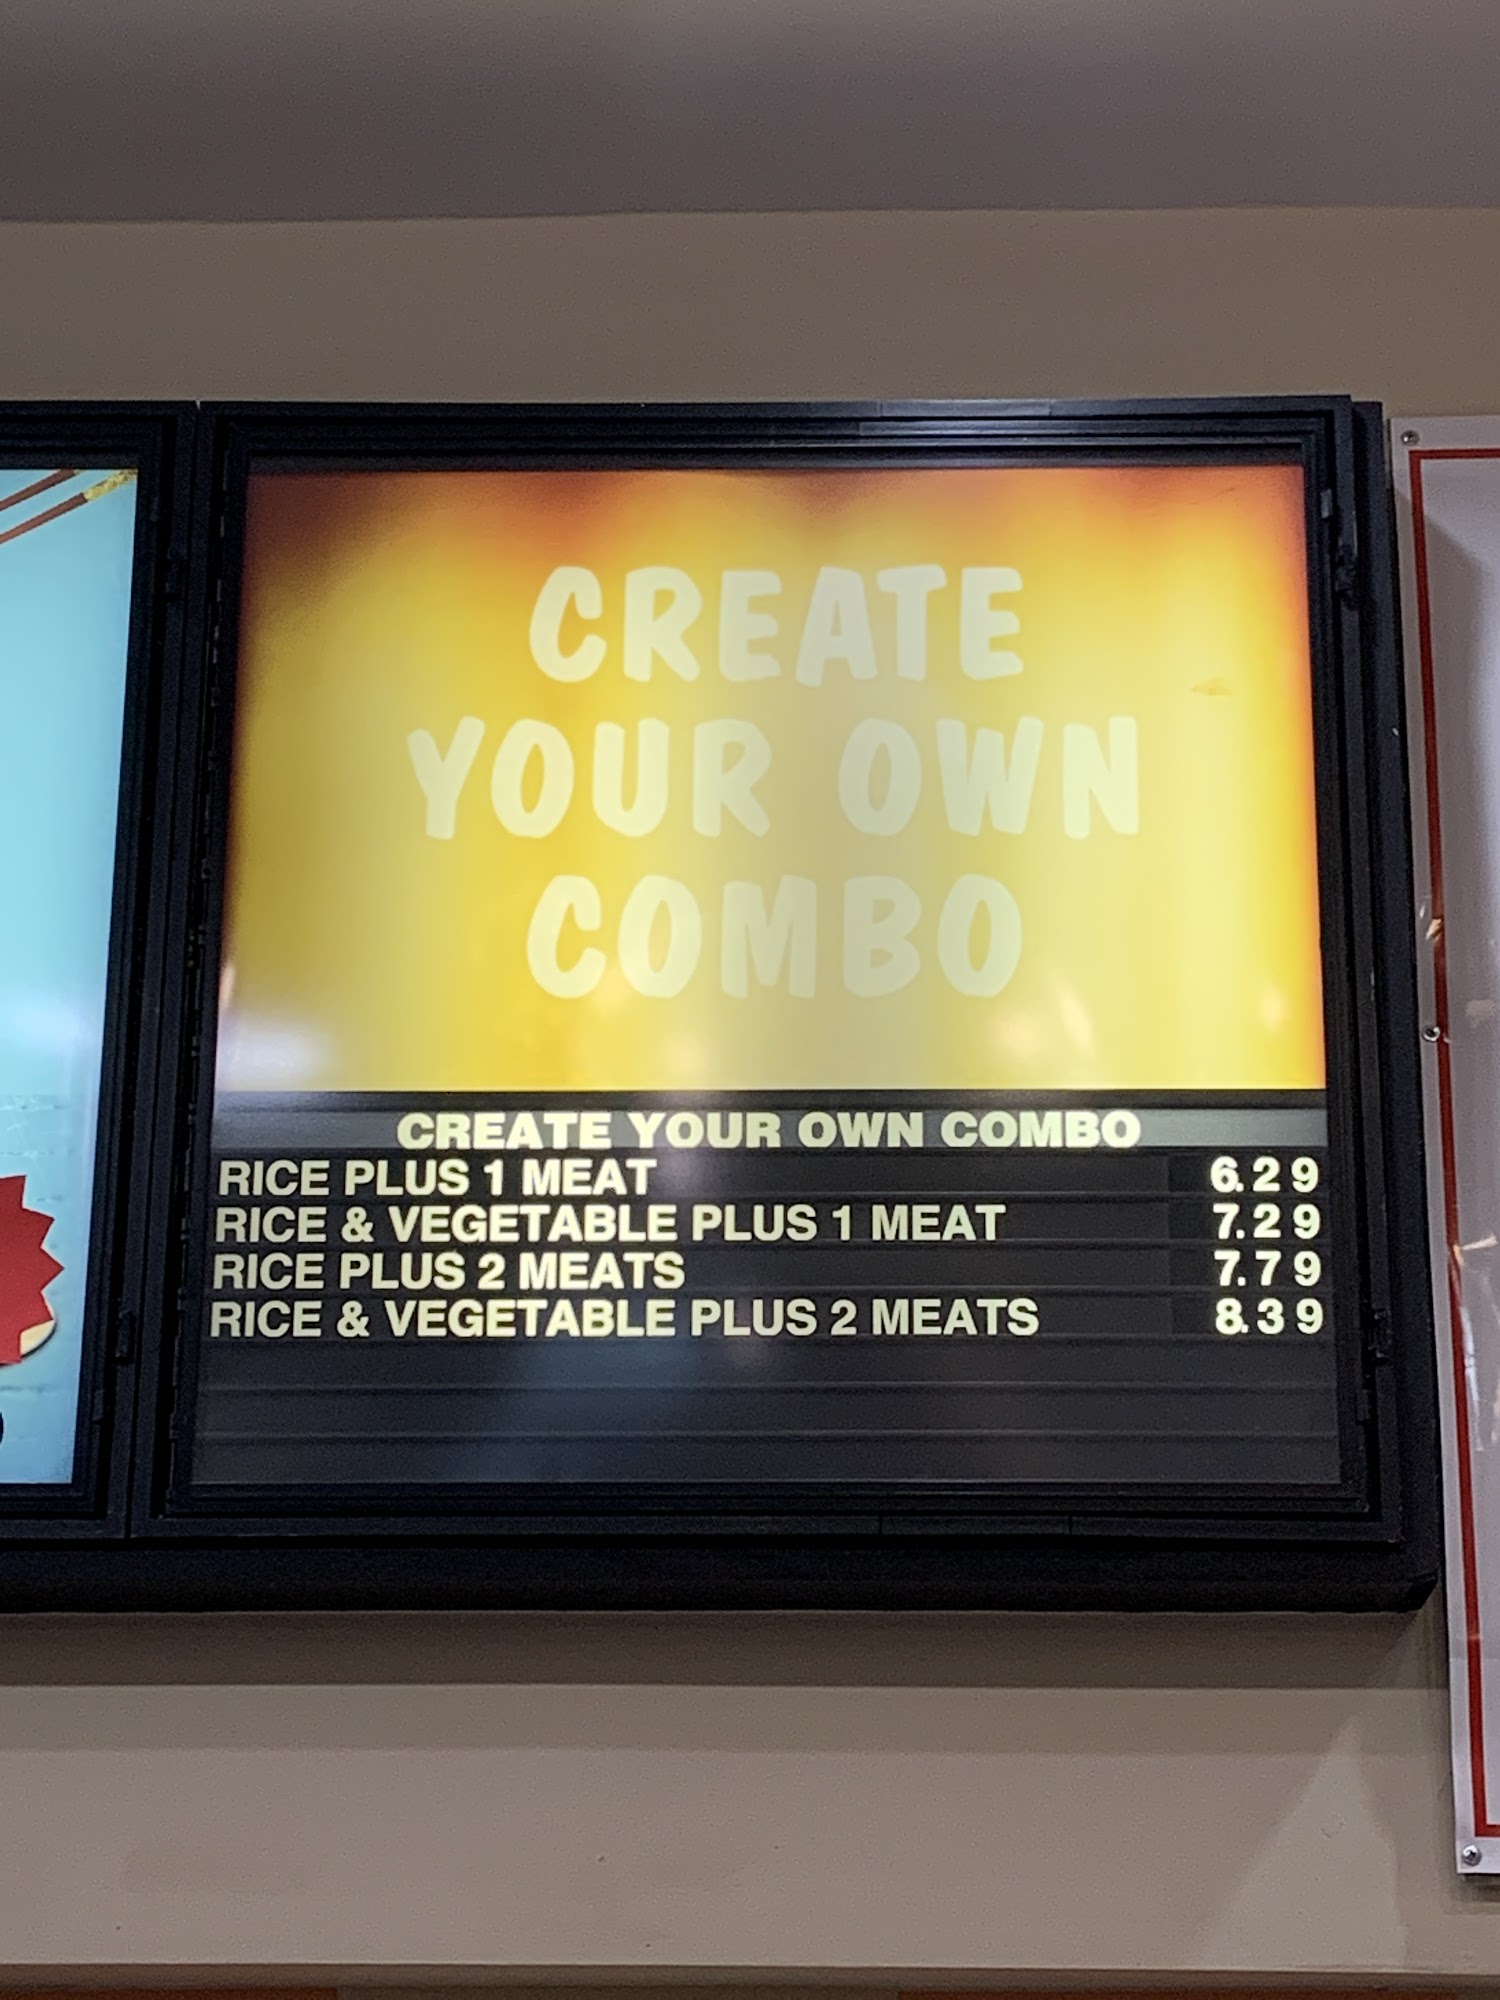 CREATE
YOUR OWN
COMBO
CREATE YOUR OWN COMBO
RICE PLUS 1 MEAT 6.29
RICE & VEGETABLE PLUS 1 MEAT 7.29
RICE PLUS 2 MEATS 7.79
RICE & VEGETABLE PLUS 2 MEATS 8.39